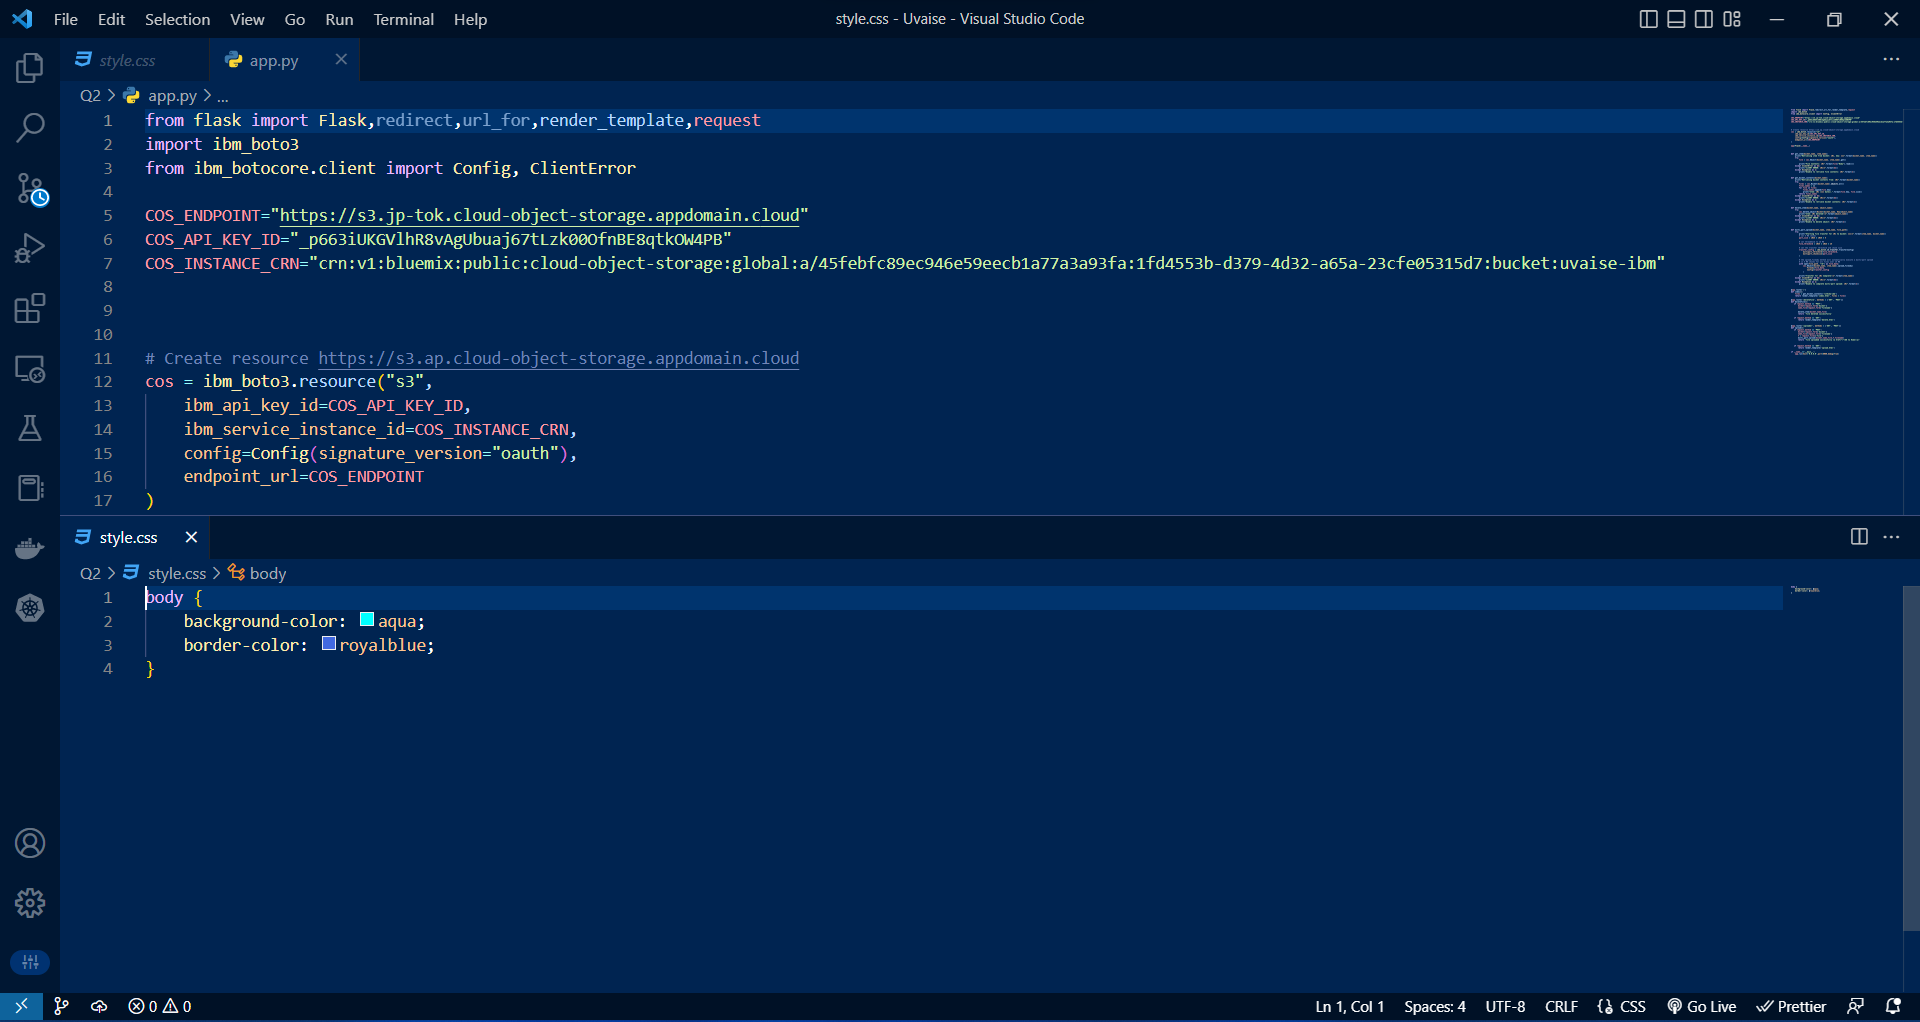 File Edit Selection View Go Run Terminal Help
style.css - Uvaise - Visual Studio Code
style.css
app.py
Q2 > app.py > ...
1 from flask import Flask,redirect,url_for,render_template,request
2 import ibm_boto3
3 from ibm_botocore.client import Config, ClientError
4
5 COS_ENDPOINT="https://s3.jp-tok.cloud-object-storage.appdomain.cloud"
6 COS_API_KEY_ID="_p663iUKGVlhR8vAgUbuaj67tLzk00OfnBE8qtkOW4PB"
7 COS_INSTANCE_CRN="crn:v1:bluemix:public:cloud-object-storage:global:a/45febfc89ec946e59eecb1a77a3a93fa:1fd4553b-d379-4d32-a65a-23cfe05315d7:bucket:uvaise-ibm"
8
9
10
11 # Create resource https://s3.ap.cloud-object-storage.appdomain.cloud
12 cos = ibm_boto3.resource("s3",
13 ibm_api_key_id=COS_API_KEY_ID,
14 ibm_service_instance_id=COS_INSTANCE_CRN,
15 config=Config(signature_version="oauth"),
16 endpoint_url=COS_ENDPOINT
17 )
style.css
Q2 > style.css > body
1 body {
2 background-color: aqua;
3 border-color: royalblue;
4 }
0 0
Ln 1, Col 1 Spaces: 4 UTF-8 CRLF {} CSS Go Live Prettier